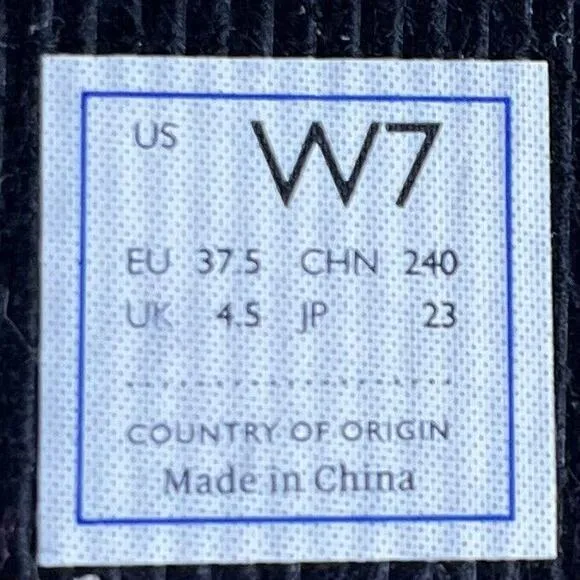 US W7
EU 37.5 CHN 240
UK 4.5 JP 23
COUNTRY OF ORIGIN
Made in China